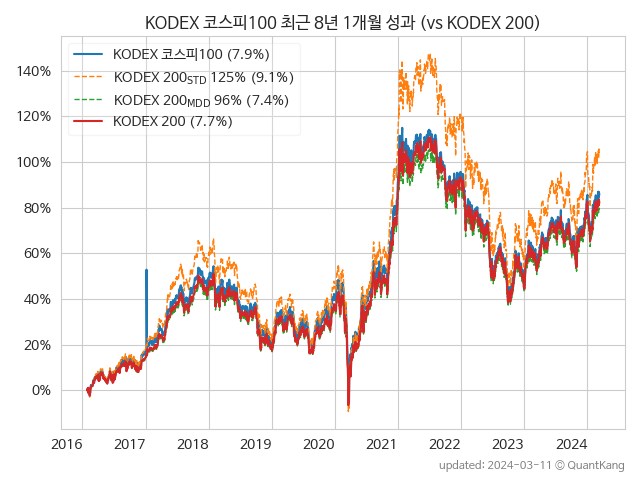 KODEX 코스피100 최근 8년 1개월 성과 (vs KODEX 200)
KODEX 코스피100 (7.9%)
KODEX 200STD 125% (9.1%)
KODEX 200MDD 96% (7.4%)
KODEX 200 (7.7%)
140%
120%
100%
80%
60%
40%
20%
0%
2016 2017 2018 2019 2020 2021 2022 2023 2024
updated: 2024-03-11 © QuantKang